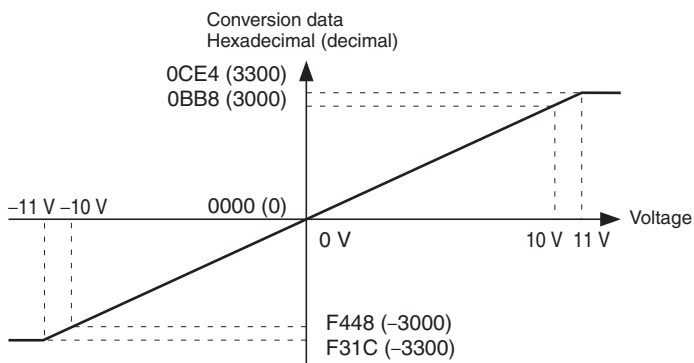 Conversion data
Hexadecimal (decimal)
0CE4 (3300)
0BB8 (3000)
–11 V –10 V
0000 (0)
Voltage
0 V
10 V
11 V
F448 (–3000)
F31C (–3300)